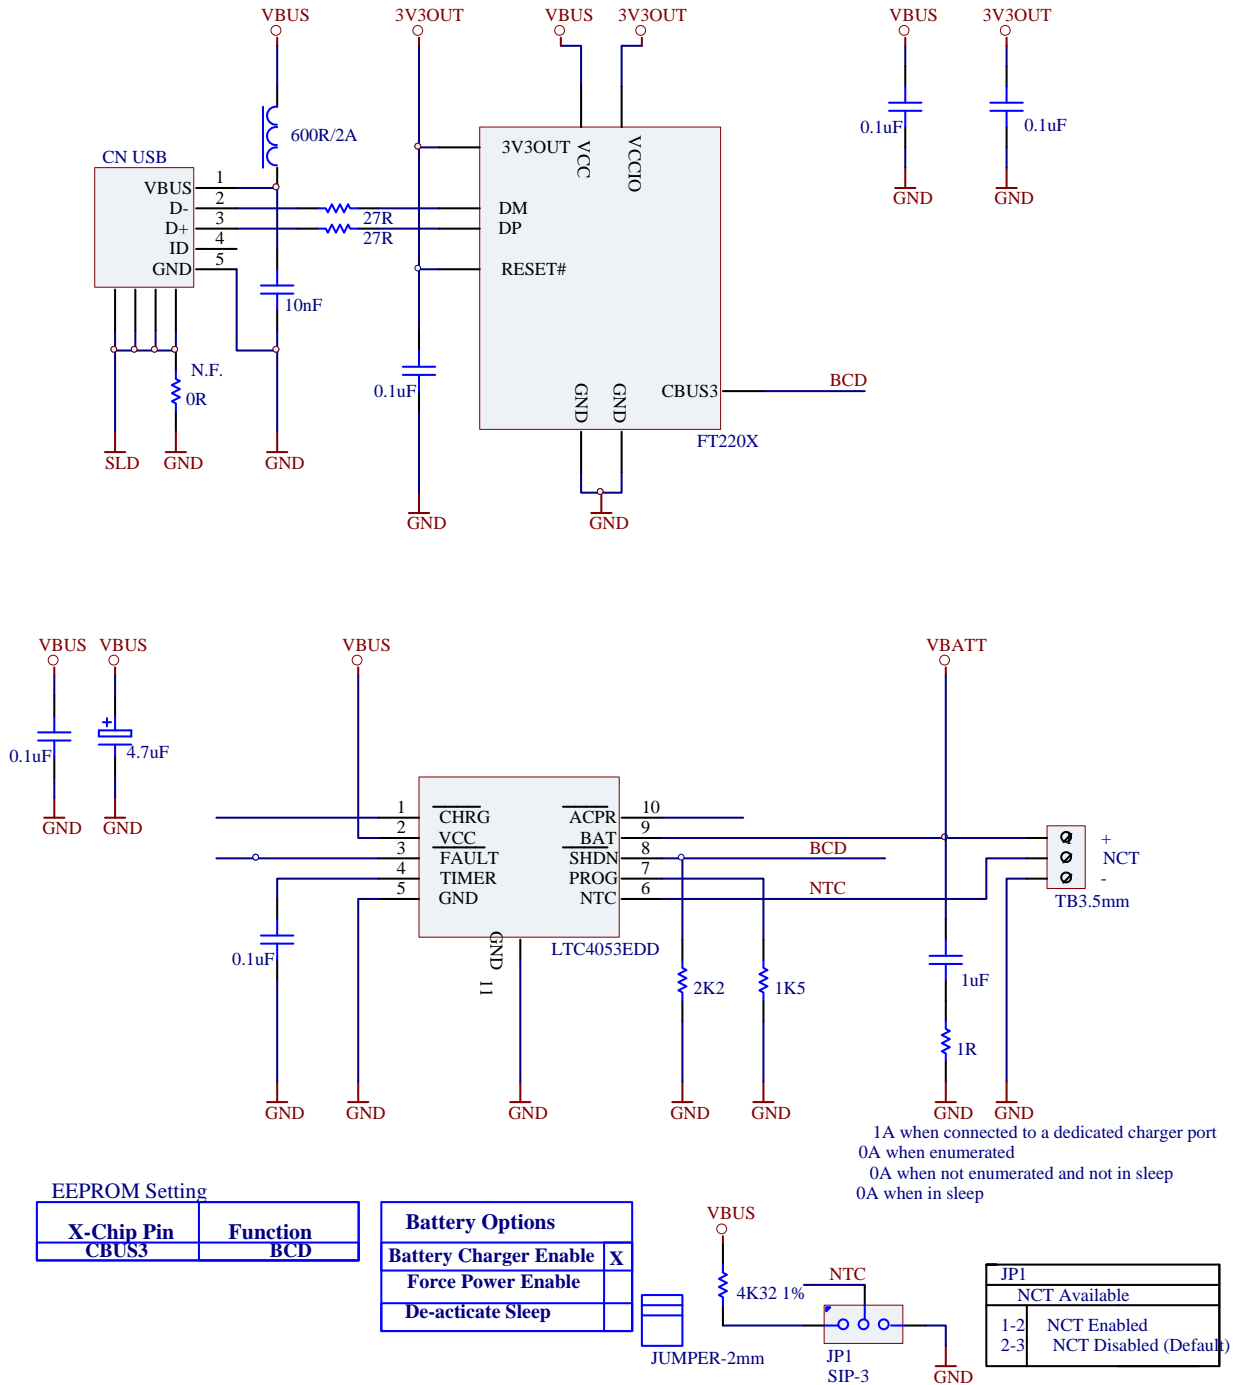 VBUS 3V3OUT VBUS 3V3OUT VBUS 3V3OUT
600R/2A
0.1uF 0.1uF
CN USB
VBUS 1
D- 2
D+ 3
ID 4
GND 5
27R
27R
10nF
3V3OUT
VCC
VCCIO
DM
DP
RESET#
GND GND
N.F.
0R
0.1uF
GND
GND
CBUS3
BCD
FT220X
SLD GND GND
GND GND
VBUS VBUS VBUS VBATT
0.1uF
+
4.7uF
GND GND
1 CHRG ACPR 10
2 VCC BAT 9
3 FAULT SHDN 8
4 TIMER PROG 7
5 GND NTC 6
BCD
NTC
+
NCT
-
TB3.5mm
GND 11
LTC4053EDD
0.1uF
2K2
1K5
1uF
1R
GND GND GND GND GND GND GND
1A when connected to a dedicated charger port
0A when enumerated
0A when not enumerated and not in sleep
0A when in sleep
EEPROM Setting
X-Chip Pin Function
CBUS3 BCD
Battery Options
Battery Charger Enable X
Force Power Enable
De-acticate Sleep
JUMPER-2mm
VBUS
4K32 1%
NTC
JP1
SIP-3
GND
JP1
NCT Available
1-2 NCT Enabled
2-3 NCT Disabled (Default)